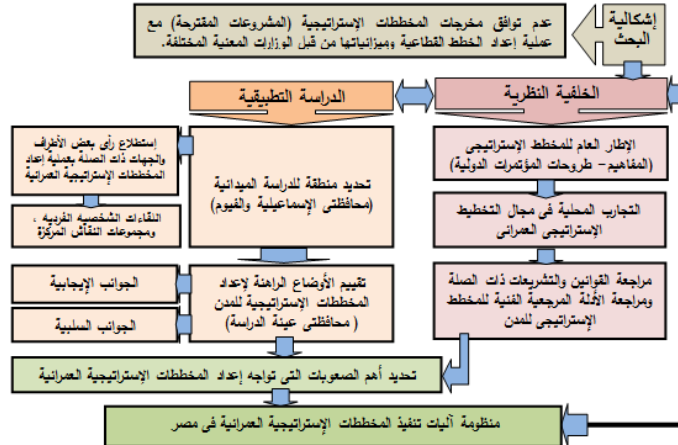 إشكالية
البحث
عدم توافق مخرجات المخططات الإستراتيجية (المشروعات المقترحة) مع
عملية إعداد الخطط القطاعية وميزانياتها من قبل الوزارات المعنية المختلفة.
الخلفية النظرية
الدراسة التطبيقية
الإطار العام للمخطط الإستراتيجى
(المفاهيم – طروحات المؤتمرات الدولية)
التجارب المحلية فى مجال التخطيط
الإستراتيجى العمرانى
مراجعة القوانين والتشريعات ذات الصلة
ومراجعة الأدلة المرجعية الفنية للمخطط
الإستراتيجى للمدن
تحديد منطقة للدراسة الميدانية
(محافظتى الإسماعيلية والفيوم)
تقييم الأوضاع الراهنة لإعداد
المخططات الإستراتيجية للمدن
( محافظتى عينة الدراسة)
إستطلاع رأى بعض الأطراف
والجهات ذات الصلة بعملية إعداد
المخططات الإستراتيجية العمرانية
اللقاءات الشخصية الفردية ،
ومجموعات النقاش المركزة
الجوانب الإيجابية
الجوانب السلبية
تحديد أهم الصعوبات التى تواجه إعداد المخططات الإستراتيجية العمرانية
منظومة آليات تنفيذ المخططات الإستراتيجية العمرانية فى مصر